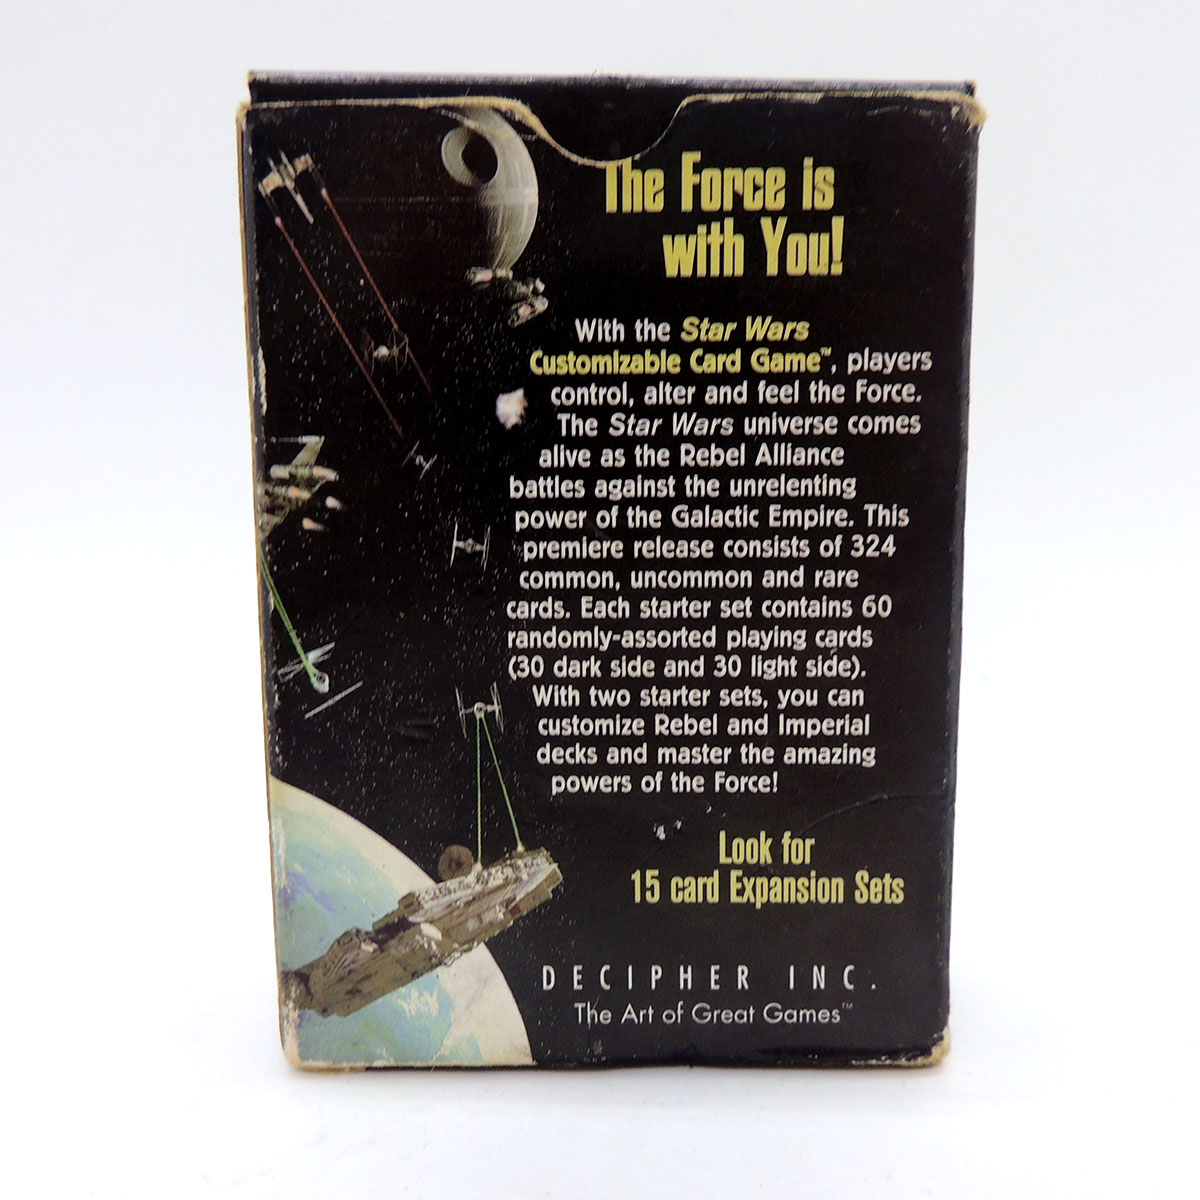 The Force is
with You!
With the Star Wars
Customizable Card Game™, players
control, alter and feel the Force.
The Star Wars universe comes
alive as the Rebel Alliance
battles against the unrelenting
power of the Galactic Empire. This
premiere release consists of 324
common, uncommon and rare
cards. Each starter set contains 60
randomly-assorted playing cards
(30 dark side and 30 light side).
With two starter sets, you can
customize Rebel and Imperial
decks and master the amazing
powers of the Force!
Look for
15 card Expansion Sets
DECIPHER INC.
The Art of Great Games™